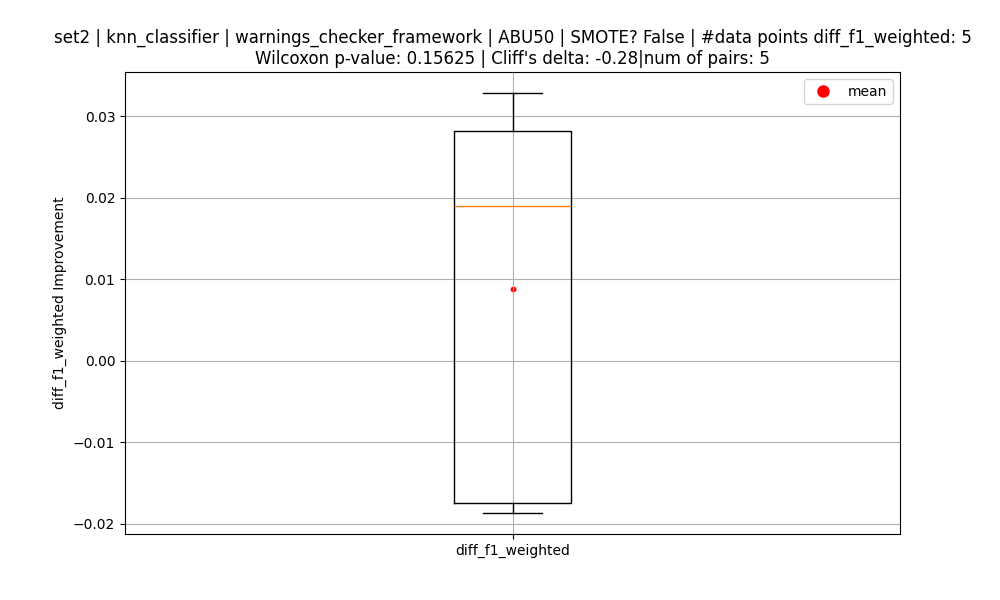 set2 | knn_classifier | warnings_checker_framework | ABU50 | SMOTE? False | #data points diff_f1_weighted: 5
Wilcoxon p-value: 0.15625 | Cliff's delta: -0.28|num of pairs: 5
mean
diff_f1_weighted Improvement
0.03
0.02
0.01
0.00
−0.01
−0.02
diff_f1_weighted